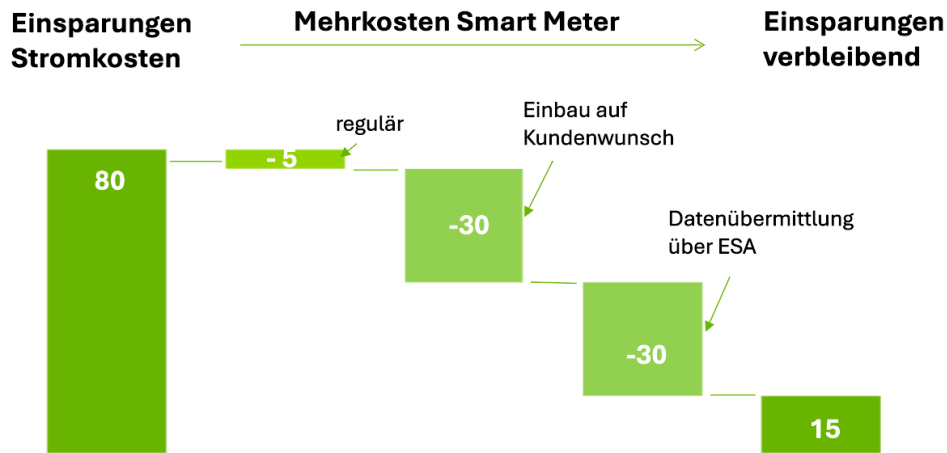 Einsparungen
Stromkosten
Mehrkosten Smart Meter
Einsparungen
verbleibend
regulär
Einbau auf
Kundenwunsch
Datenübermittlung
über ESA
80
- 5
-30
-30
15